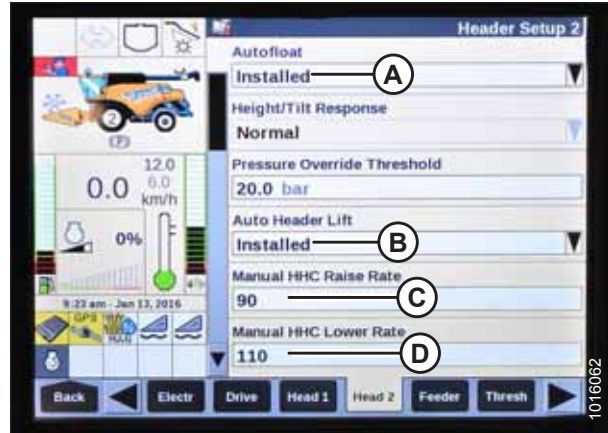 Header Setup 2
Autofloat
Installed
A
Height/Tilt Response
Normal
Pressure Override Threshold
20.0 bar
Auto Header Lift
Installed
B
Manual HHC Raise Rate
90
C
Manual HHC Lower Rate
110
D
2
(P)
12.0
6.0
0.0
km/h
0%
9:23 am - Jan 13, 2016
GPS
Back
Electr
Drive
Head 1
Head 2
Feeder
Thresh
1016062